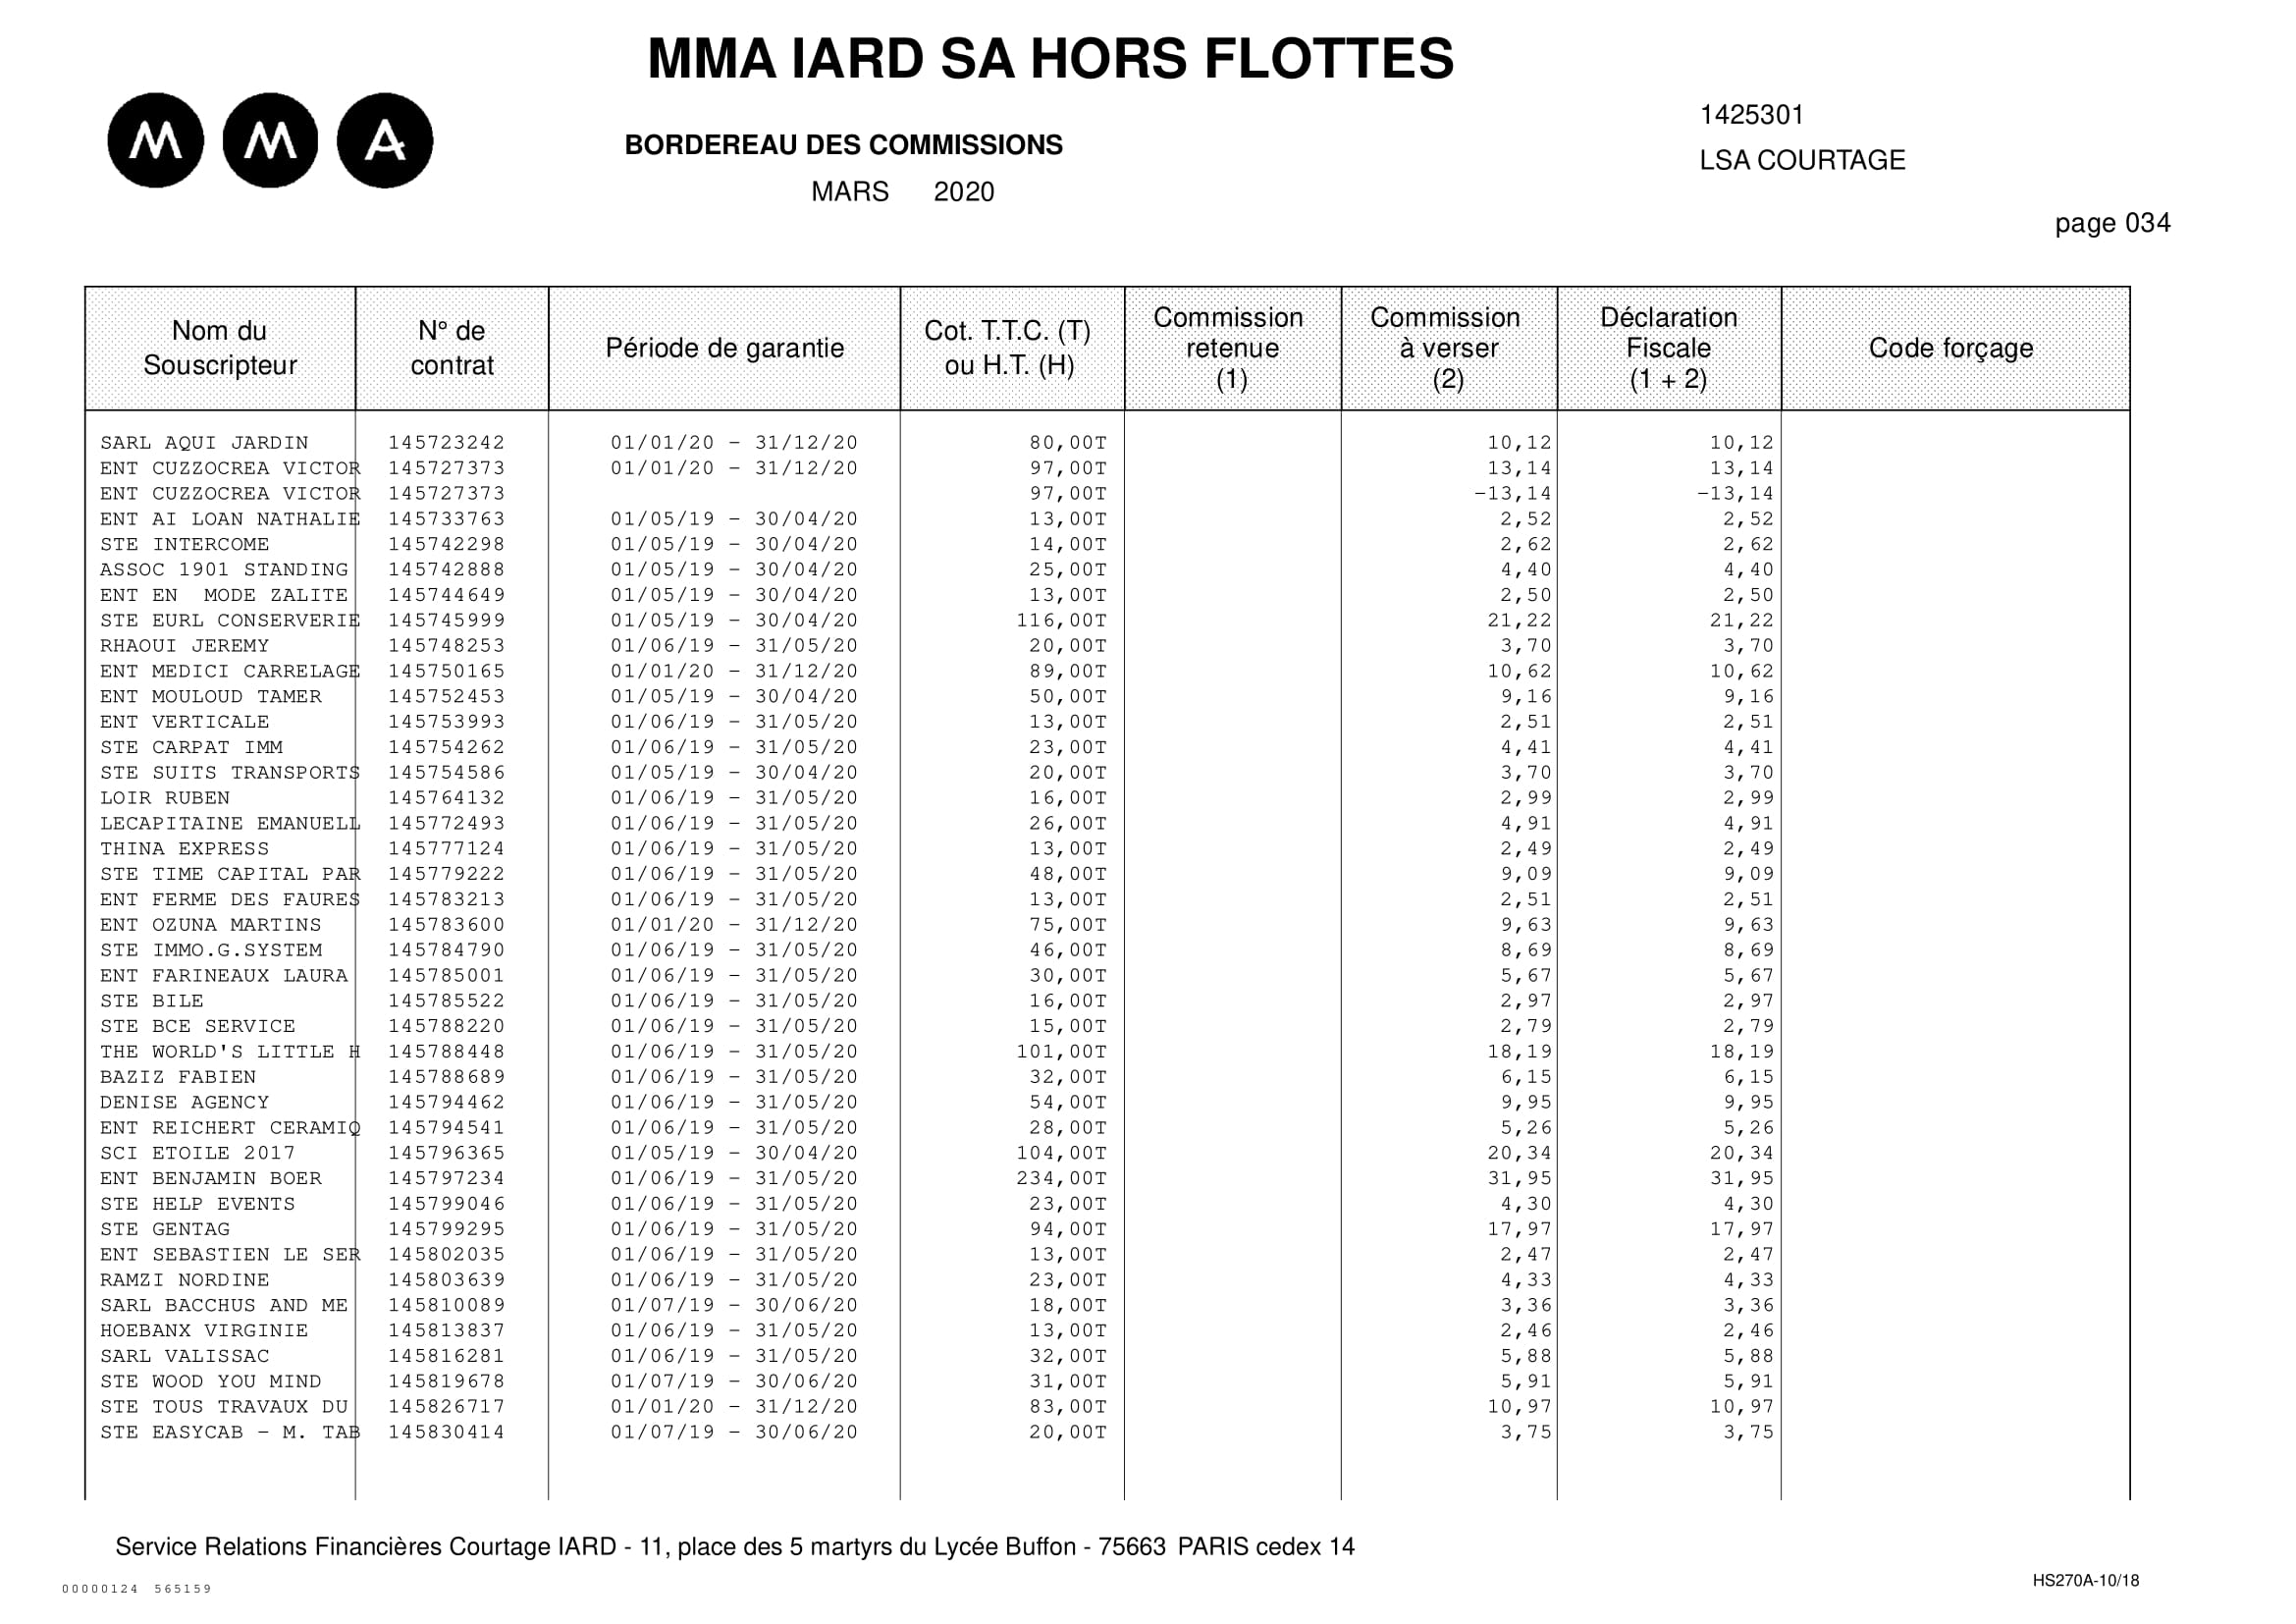 MMA IARD SA HORS FLOTTES
M M A
BORDEREAU DES COMMISSIONS
MARS 2020
1425301
LSA COURTAGE
page 034
Nom du Souscripteur | N° de contrat | Période de garantie | Cot. T.T.C. (T) ou H.T. (H) | Commission retenue (1) | Commission à verser (2) | Déclaration Fiscale (1 + 2) | Code forçage
SARL AQUI JARDIN 145723242 01/01/20 - 31/12/20 80,00T 10,12 10,12
ENT CUZZOCREA VICTOR 145727373 01/01/20 - 31/12/20 97,00T 13,14 13,14
ENT CUZZOCREA VICTOR 145727373 97,00T -13,14 -13,14
ENT AI LOAN NATHALIE 145733763 01/05/19 - 30/04/20 13,00T 2,52 2,52
STE INTERCOME 145742298 01/05/19 - 30/04/20 14,00T 2,62 2,62
ASSOC 1901 STANDING 145742888 01/05/19 - 30/04/20 25,00T 4,40 4,40
ENT EN  MODE ZALITE 145744649 01/05/19 - 30/04/20 13,00T 2,50 2,50
STE EURL CONSERVERIE 145745999 01/05/19 - 30/04/20 116,00T 21,22 21,22
RHAOUI JEREMY 145748253 01/06/19 - 31/05/20 20,00T 3,70 3,70
ENT MEDICI CARRELAGE 145750165 01/01/20 - 31/12/20 89,00T 10,62 10,62
ENT MOULOUD TAMER 145752453 01/05/19 - 30/04/20 50,00T 9,16 9,16
ENT VERTICALE 145753993 01/06/19 - 31/05/20 13,00T 2,51 2,51
STE CARPAT IMM 145754262 01/06/19 - 31/05/20 23,00T 4,41 4,41
STE SUITS TRANSPORTS 145754586 01/05/19 - 30/04/20 20,00T 3,70 3,70
LOIR RUBEN 145764132 01/06/19 - 31/05/20 16,00T 2,99 2,99
LECAPITAINE EMANUELL 145772493 01/06/19 - 31/05/20 26,00T 4,91 4,91
THINA EXPRESS 145777124 01/06/19 - 31/05/20 13,00T 2,49 2,49
STE TIME CAPITAL PAR 145779222 01/06/19 - 31/05/20 48,00T 9,09 9,09
ENT FERME DES FAURES 145783213 01/06/19 - 31/05/20 13,00T 2,51 2,51
ENT OZUNA MARTINS 145783600 01/01/20 - 31/12/20 75,00T 9,63 9,63
STE IMMO.G.SYSTEM 145784790 01/06/19 - 31/05/20 46,00T 8,69 8,69
ENT FARINEAUX LAURA 145785001 01/06/19 - 31/05/20 30,00T 5,67 5,67
STE BILE 145785522 01/06/19 - 31/05/20 16,00T 2,97 2,97
STE BCE SERVICE 145788220 01/06/19 - 31/05/20 15,00T 2,79 2,79
THE WORLD'S LITTLE H 145788448 01/06/19 - 31/05/20 101,00T 18,19 18,19
BAZIZ FABIEN 145788689 01/06/19 - 31/05/20 32,00T 6,15 6,15
DENISE AGENCY 145794462 01/06/19 - 31/05/20 54,00T 9,95 9,95
ENT REICHERT CERAMIQ 145794541 01/06/19 - 31/05/20 28,00T 5,26 5,26
SCI ETOILE 2017 145796365 01/05/19 - 30/04/20 104,00T 20,34 20,34
ENT BENJAMIN BOER 145797234 01/06/19 - 31/05/20 234,00T 31,95 31,95
STE HELP EVENTS 145799046 01/06/19 - 31/05/20 23,00T 4,30 4,30
STE GENTAG 145799295 01/06/19 - 31/05/20 94,00T 17,97 17,97
ENT SEBASTIEN LE SER 145802035 01/06/19 - 31/05/20 13,00T 2,47 2,47
RAMZI NORDINE 145803639 01/06/19 - 31/05/20 23,00T 4,33 4,33
SARL BACCHUS AND ME 145810089 01/07/19 - 30/06/20 18,00T 3,36 3,36
HOEBANX VIRGINIE 145813837 01/06/19 - 31/05/20 13,00T 2,46 2,46
SARL VALISSAC 145816281 01/06/19 - 31/05/20 32,00T 5,88 5,88
STE WOOD YOU MIND 145819678 01/07/19 - 30/06/20 31,00T 5,91 5,91
STE TOUS TRAVAUX DU 145826717 01/01/20 - 31/12/20 83,00T 10,97 10,97
STE EASYCAB - M. TAB 145830414 01/07/19 - 30/06/20 20,00T 3,75 3,75
Service Relations Financières Courtage IARD - 11, place des 5 martyrs du Lycée Buffon - 75663 PARIS cedex 14
00000124 565159
HS270A-10/18